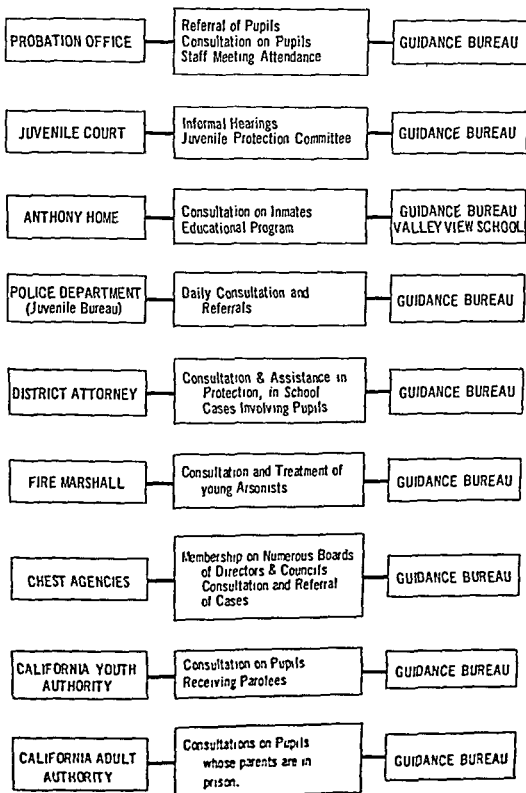 PROBATION OFFICE
Referral of Pupils
Consultation on Pupils
Staff Meeting Attendance
GUIDANCE BUREAU
JUVENILE COURT
Informal Hearings
Juvenile Protection Committee
GUIDANCE BUREAU
ANTHONY HOME
Consultation on Inmates
Educational Program
GUIDANCE BUREAU
VALLEY VIEW SCHOOL
POLICE DEPARTMENT
(Juvenile Bureau)
Daily Consultation and
Referrals
GUIDANCE BUREAU
DISTRICT ATTORNEY
Consultation & Assistance in
Protection, in School
Cases Involving Pupils
GUIDANCE BUREAU
FIRE MARSHALL
Consultation and Treatment of
young Arsonists
GUIDANCE BUREAU
CHEST AGENCIES
Membership on Numerous Boards
of Directors & Councils
Consultation and Referral
of Cases
GUIDANCE BUREAU
CALIFORNIA YOUTH
AUTHORITY
Consultation on Pupils
Receiving Parolees
GUIDANCE BUREAU
CALIFORNIA ADULT
AUTHORITY
Consultations on Pupils
whose parents are in
prison.
GUIDANCE BUREAU